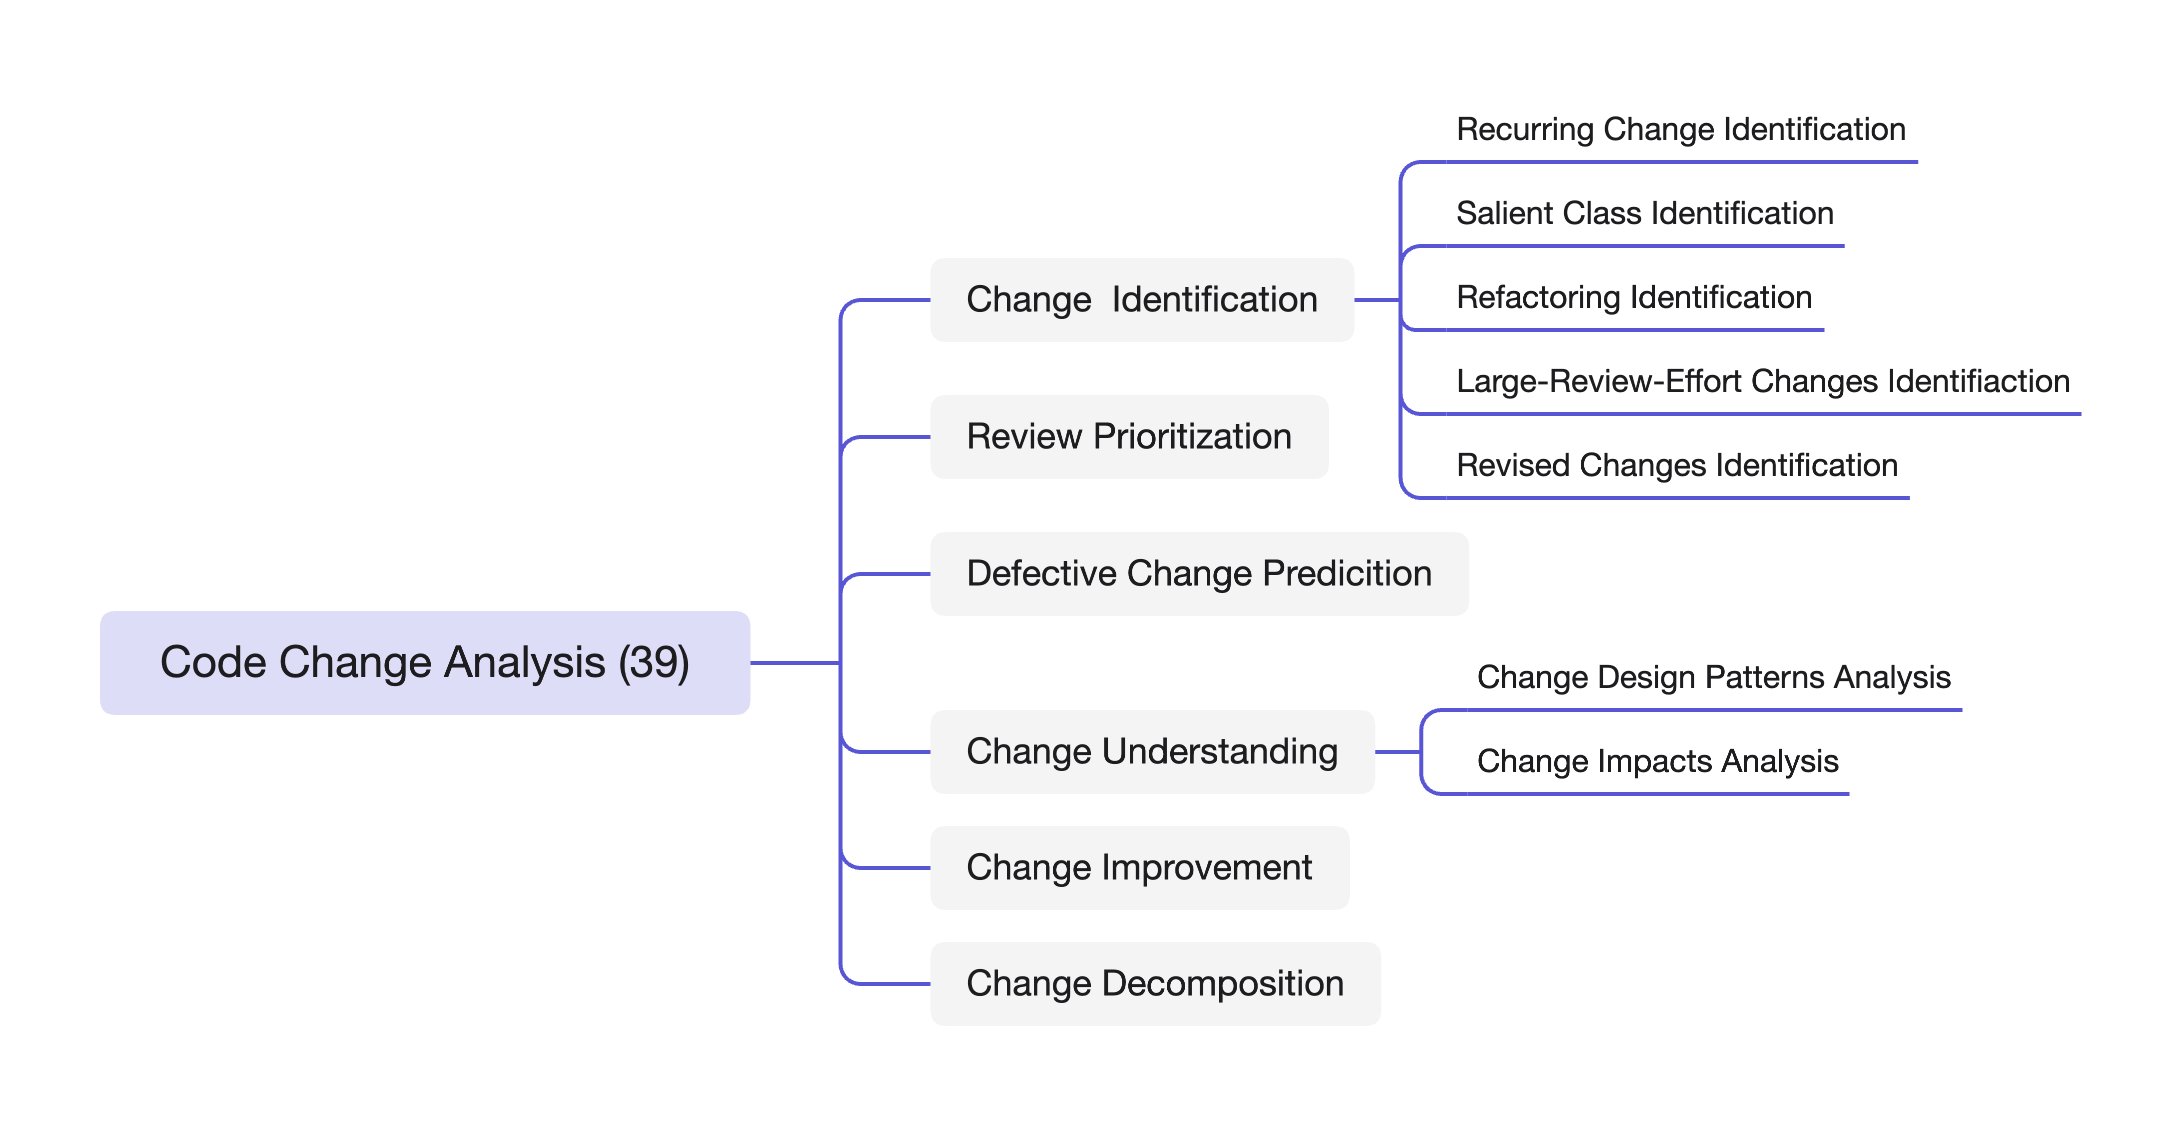 Recurring Change Identification
Salient Class Identification
Change  Identification
Refactoring Identification
Large-Review-Effort Changes Identifiaction
Review Prioritization
Revised Changes Identification
Defective Change Predicition
Code Change Analysis (39)
Change Design Patterns Analysis
Change Understanding
Change Impacts Analysis
Change Improvement
Change Decomposition